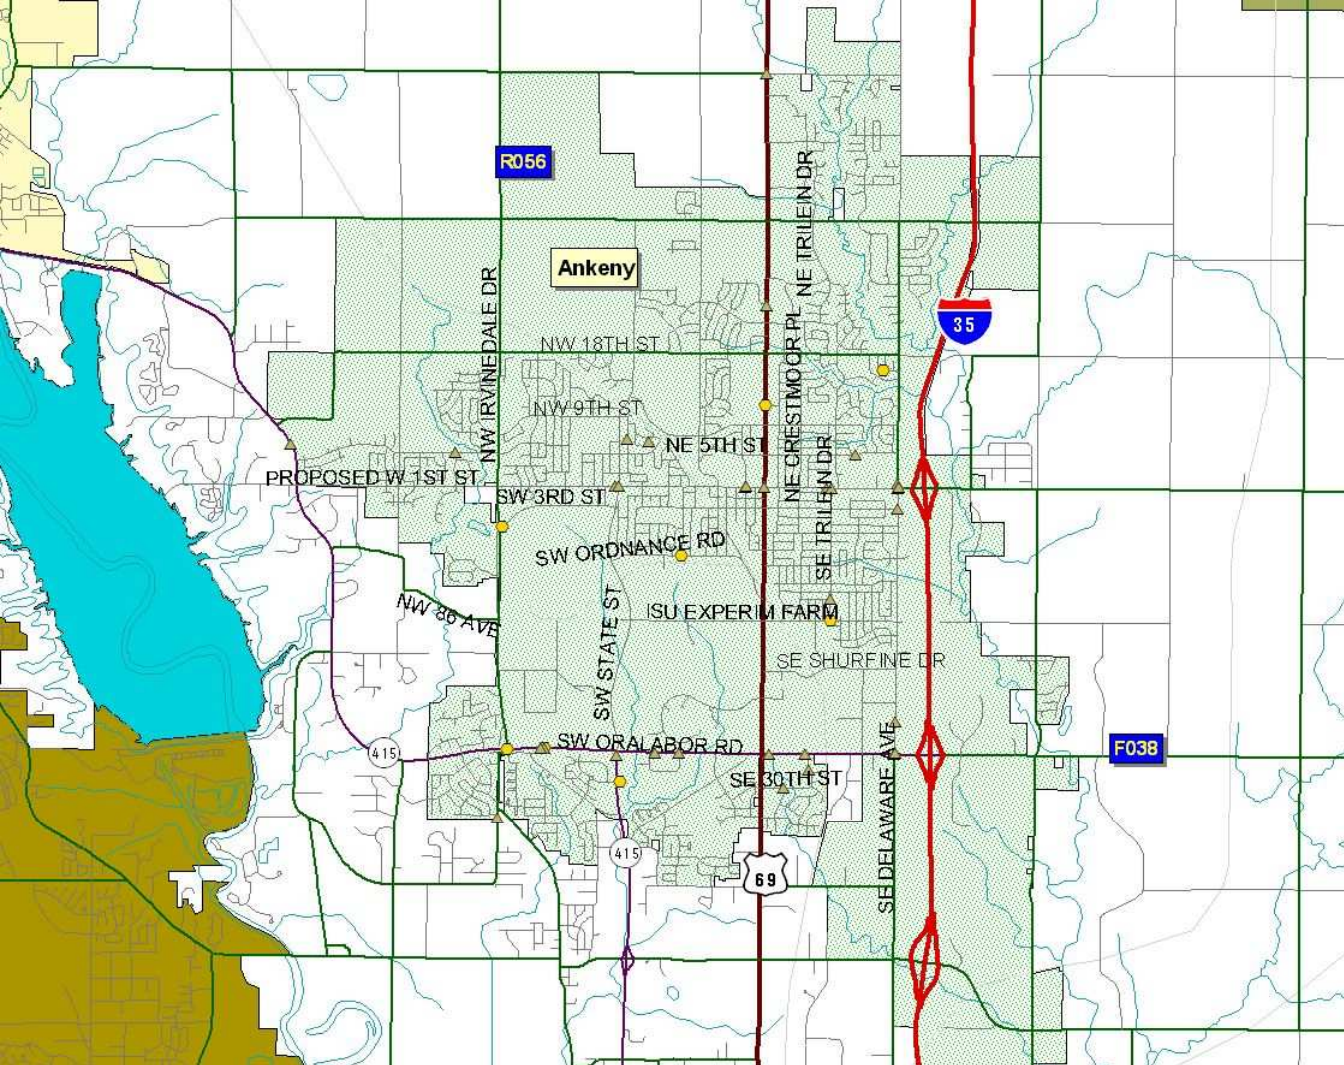 R056
Ankeny
NE TRILEIN DR
35
NW IRVINEDALE DR
NW 18TH ST
NE CRESTMOOR PL
NW 9TH ST
NE 5TH ST
PROPOSED W 1ST ST
SW 3RD ST
SE TRILEIN DR
SW ORDNANCE RD
NW 86 AVE
ISU EXPERIM FARM
SW STATE ST
SE SHURFINE DR
415
SW ORALABOR RD
F038
SE 30TH ST
SE DELAWARE AVE
415
69